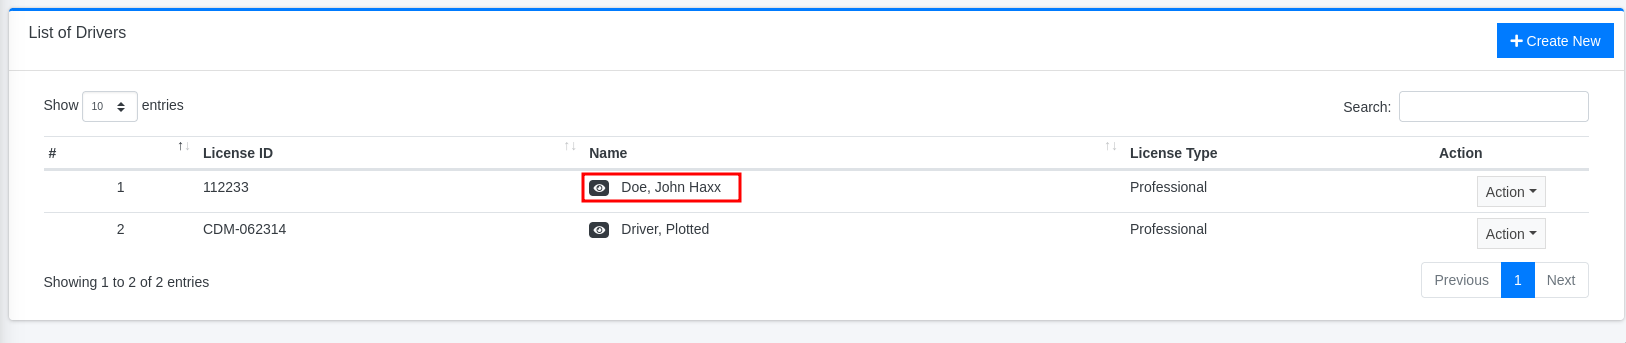 List of Drivers
Create New
Show 10 entries
Search:
# License ID Name License Type Action
1 112233 Doe, John Haxx Professional Action
2 CDM-062314 Driver, Plotted Professional Action
Showing 1 to 2 of 2 entries
Previous 1 Next